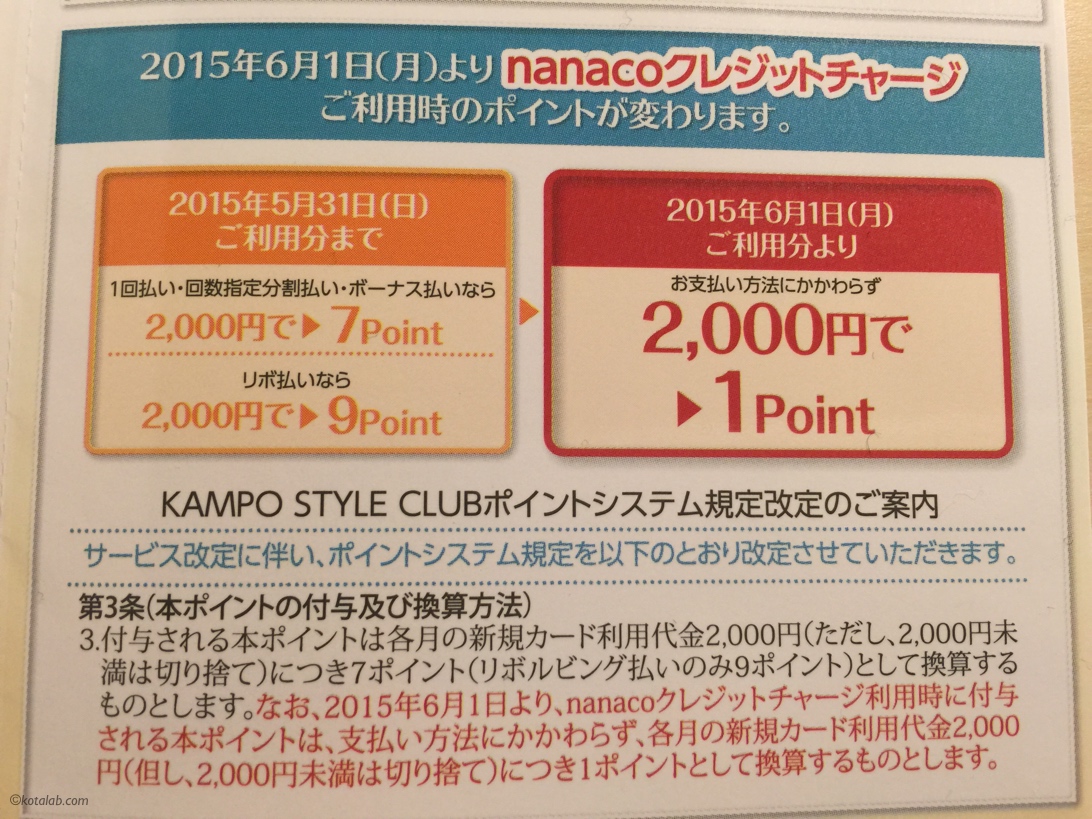 2015年6月1日(月)より nanacoクレジットチャージ
ご利用時のポイントが変わります。
2015年5月31日(日)
ご利用分まで
1回払い・回数指定分割払い・ボーナス払いなら
2,000円で▶7Point
リボ払いなら
2,000円で▶9Point
2015年6月1日(月)
ご利用分より
お支払い方法にかかわらず
2,000円で
▶1Point
KAMPO STYLE CLUBポイントシステム規定改定のご案内
サービス改定に伴い、ポイントシステム規定を以下のとおり改定させていただきます。
第3条(本ポイントの付与及び換算方法)
3.付与される本ポイントは各月の新規カード利用代金2,000円(ただし、2,000円未
満は切り捨て)につき7ポイント(リボルビング払いのみ9ポイント)として換算する
ものとします。なお、2015年6月1日より、nanacoクレジットチャージ利用時に付与
される本ポイントは、支払い方法にかかわらず、各月の新規カード利用代金2,000
円(但し、2,000円未満は切り捨て)につき1ポイントとして換算するものとします。
©kotalab.com